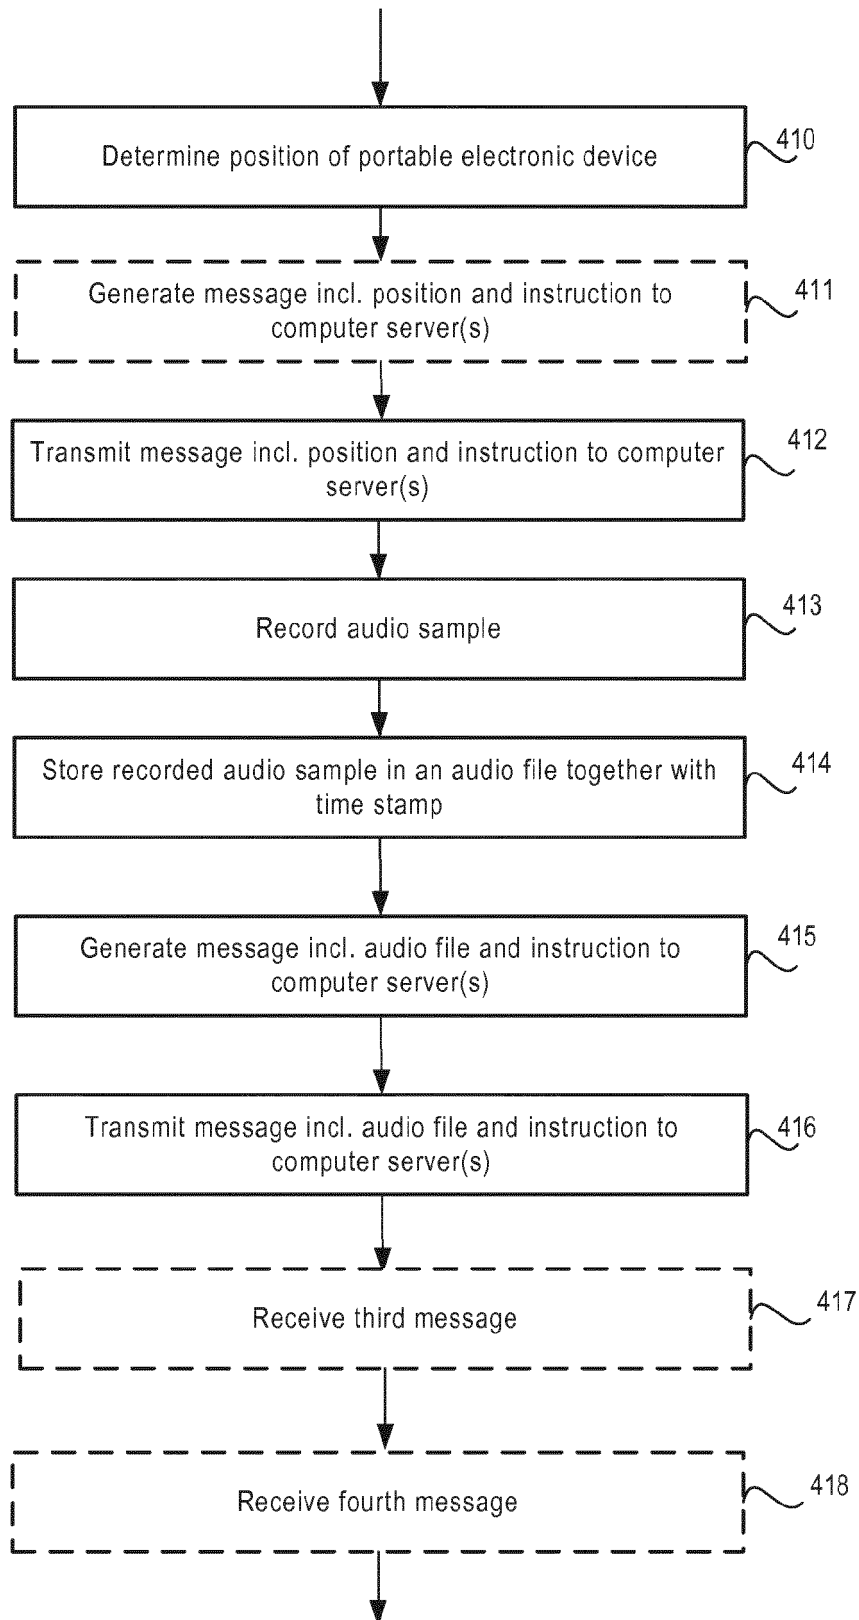 Determine position of portable electronic device
410
Generate message incl. position and instruction to
computer server(s)
411
Transmit message incl. position and instruction to computer
server(s)
412
Record audio sample
413
Store recorded audio sample in an audio file together with
time stamp
414
Generate message incl. audio file and instruction to
computer server(s)
415
Transmit message incl. audio file and instruction to
computer server(s)
416
Receive third message
417
Receive fourth message
418